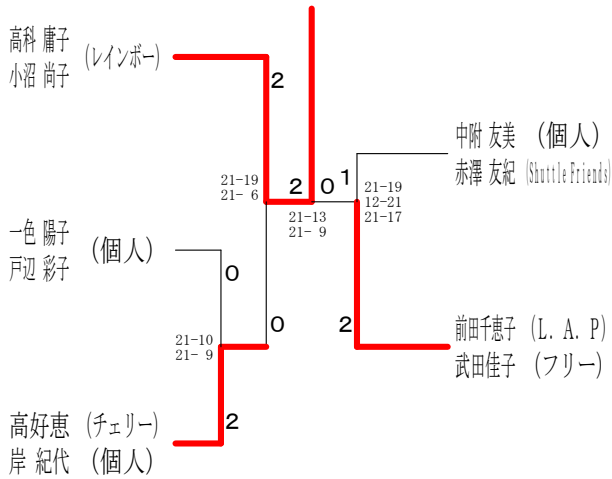 高科 庸子 (レインボー)
小沼 尚子
2
中附 友美 (個人)
赤澤 友紀 (Shuttle Friends)
21-19
21- 6
2
0
1
21-19
12-21
21-17
21-13
21- 9
一色 陽子 (個人)
戸辺 彩子
0
0
2
21-10
21- 9
前田千恵子 (L. A. P)
武田佳子 (フリー)
高好恵 (チェリー)
岸 紀代 (個人)
2